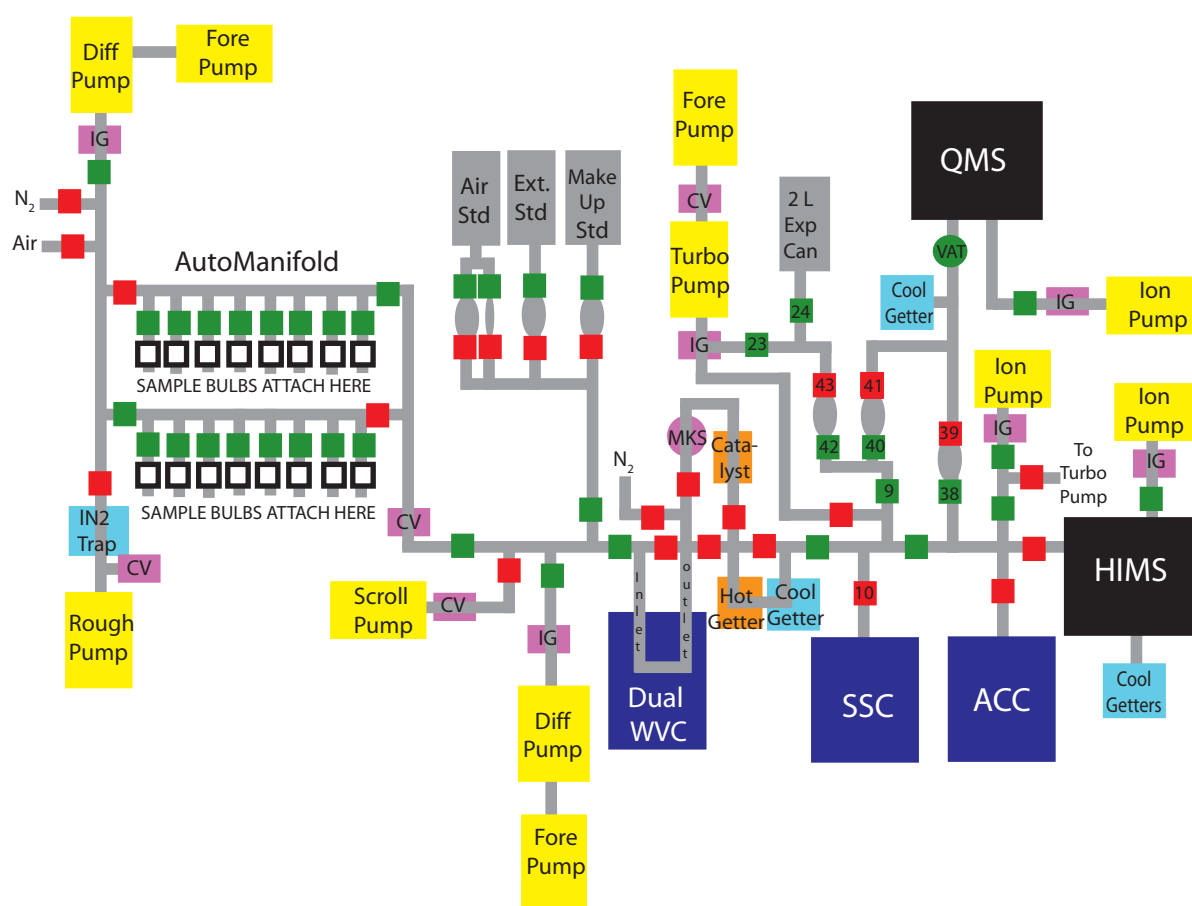 Diff
Pump
Fore
Pump
IG
N2
Air
AutoManifold
SAMPLE BULBS ATTACH HERE
SAMPLE BULBS ATTACH HERE
IN2
Trap
CV
Rough
Pump
CV
Air
Std
Ext.
Std
Make
Up
Std
Scroll
Pump
CV
IG
Diff
Pump
Fore
Pump
Fore
Pump
CV
Turbo
Pump
IG
2 L
Exp
Can
24
23
43
41
42
40
9
39
38
10
MKS
Cata-
lyst
N2
Inlet
outlet
Hot
Getter
Cool
Getter
Dual
WVC
SSC
ACC
QMS
VAT
Cool
Getter
IG
Ion
Pump
Ion
Pump
IG
To
Turbo
Pump
Ion
Pump
IG
HIMS
Cool
Getters